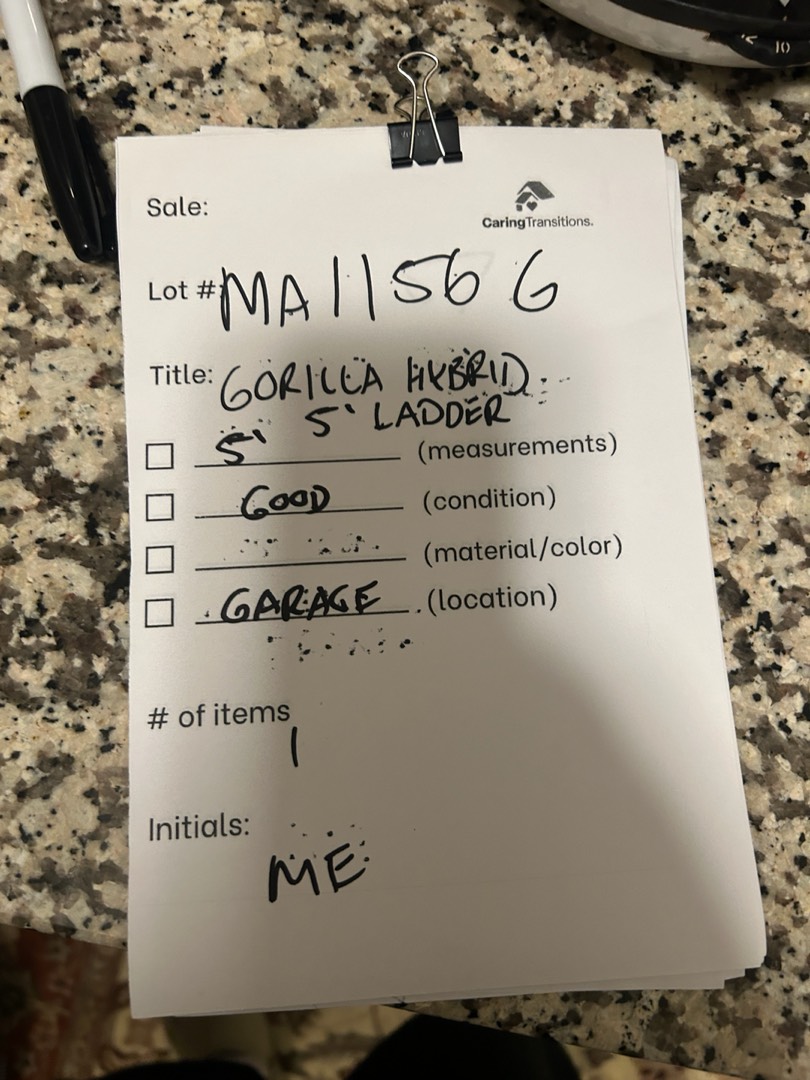 Sale:
CaringTransitions.
Lot #: MA1156 G
Title: GORILLA HYBRID
5' LADDER
5' (measurements)
GOOD (condition)
(material/color)
GARAGE (location)
# of items
1
Initials:
ME